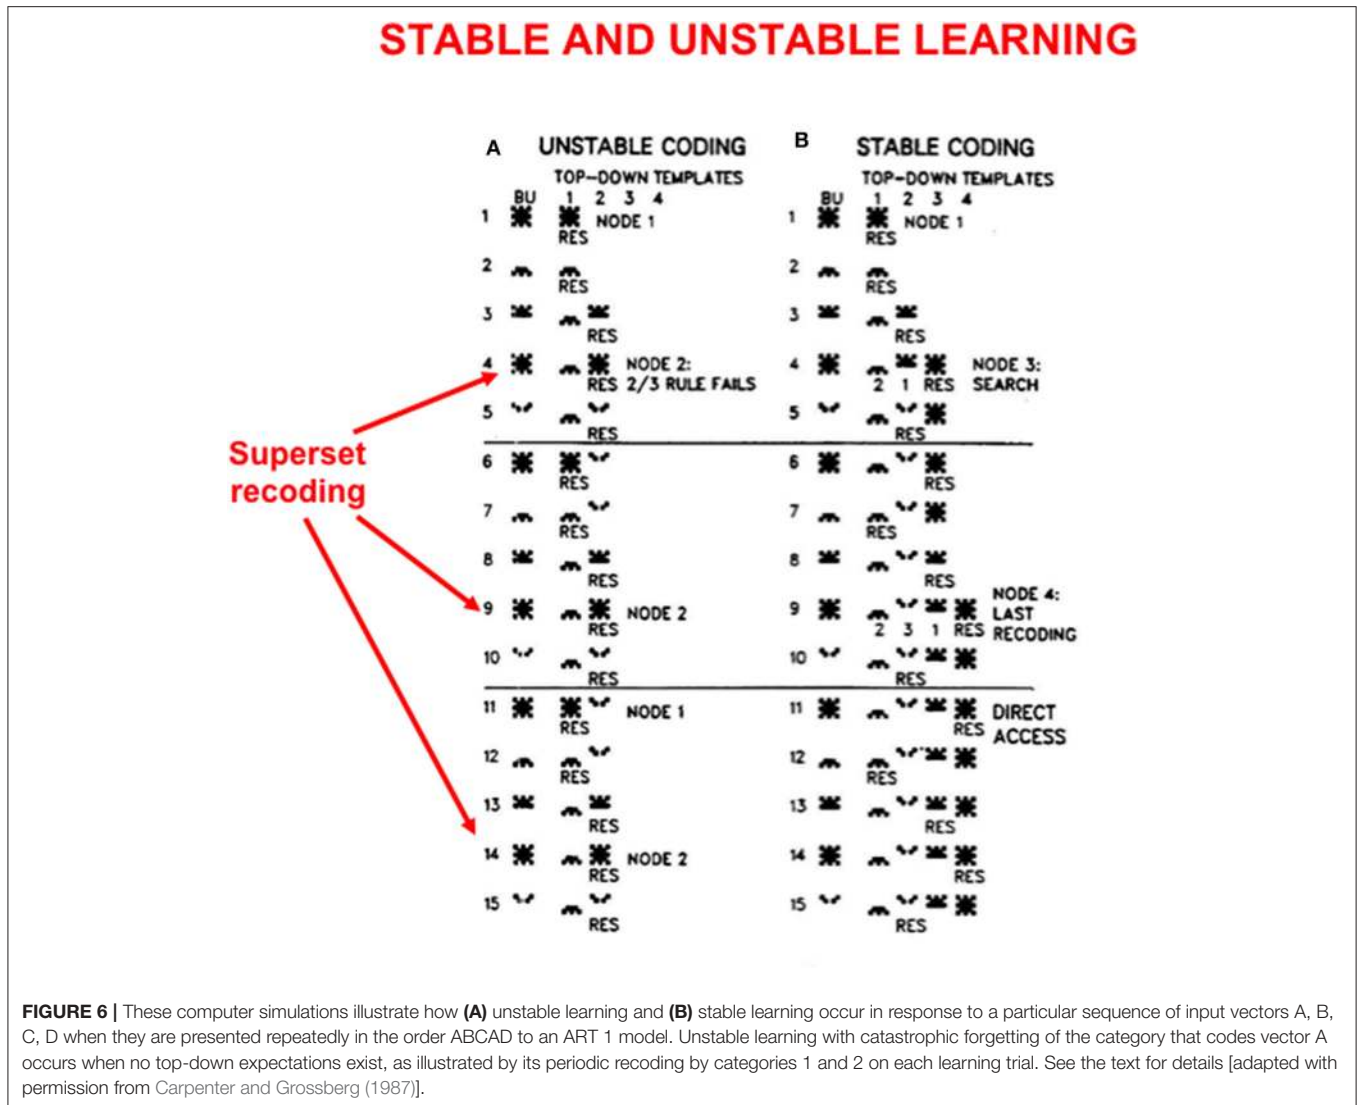 STABLE AND UNSTABLE LEARNING
A UNSTABLE CODING
TOP-DOWN TEMPLATES
BU 1 2 3 4
1 NODE 1
RES
2
RES
3
RES
4 NODE 2:
RES 2/3 RULE FAILS
5
RES
6
RES
7
RES
8
RES
9 NODE 2
RES
10
RES
11 NODE 1
RES
12
RES
13
RES
14 NODE 2
RES
15
RES
Superset
recoding
B STABLE CODING
TOP-DOWN TEMPLATES
BU 1 2 3 4
1 NODE 1
RES
2
RES
3
RES
4 NODE 3:
2 1 RES SEARCH
5
RES
6
RES
7
RES
8
RES
NODE 4:
9 LAST
2 3 1 RES RECODING
10
RES
11 DIRECT
RES ACCESS
12
RES
13
RES
14
RES
15
RES
FIGURE 6 | These computer simulations illustrate how (A) unstable learning and (B) stable learning occur in response to a particular sequence of input vectors A, B,
C, D when they are presented repeatedly in the order ABCAD to an ART 1 model. Unstable learning with catastrophic forgetting of the category that codes vector A
occurs when no top-down expectations exist, as illustrated by its periodic recoding by categories 1 and 2 on each learning trial. See the text for details [adapted with
permission from Carpenter and Grossberg (1987)].